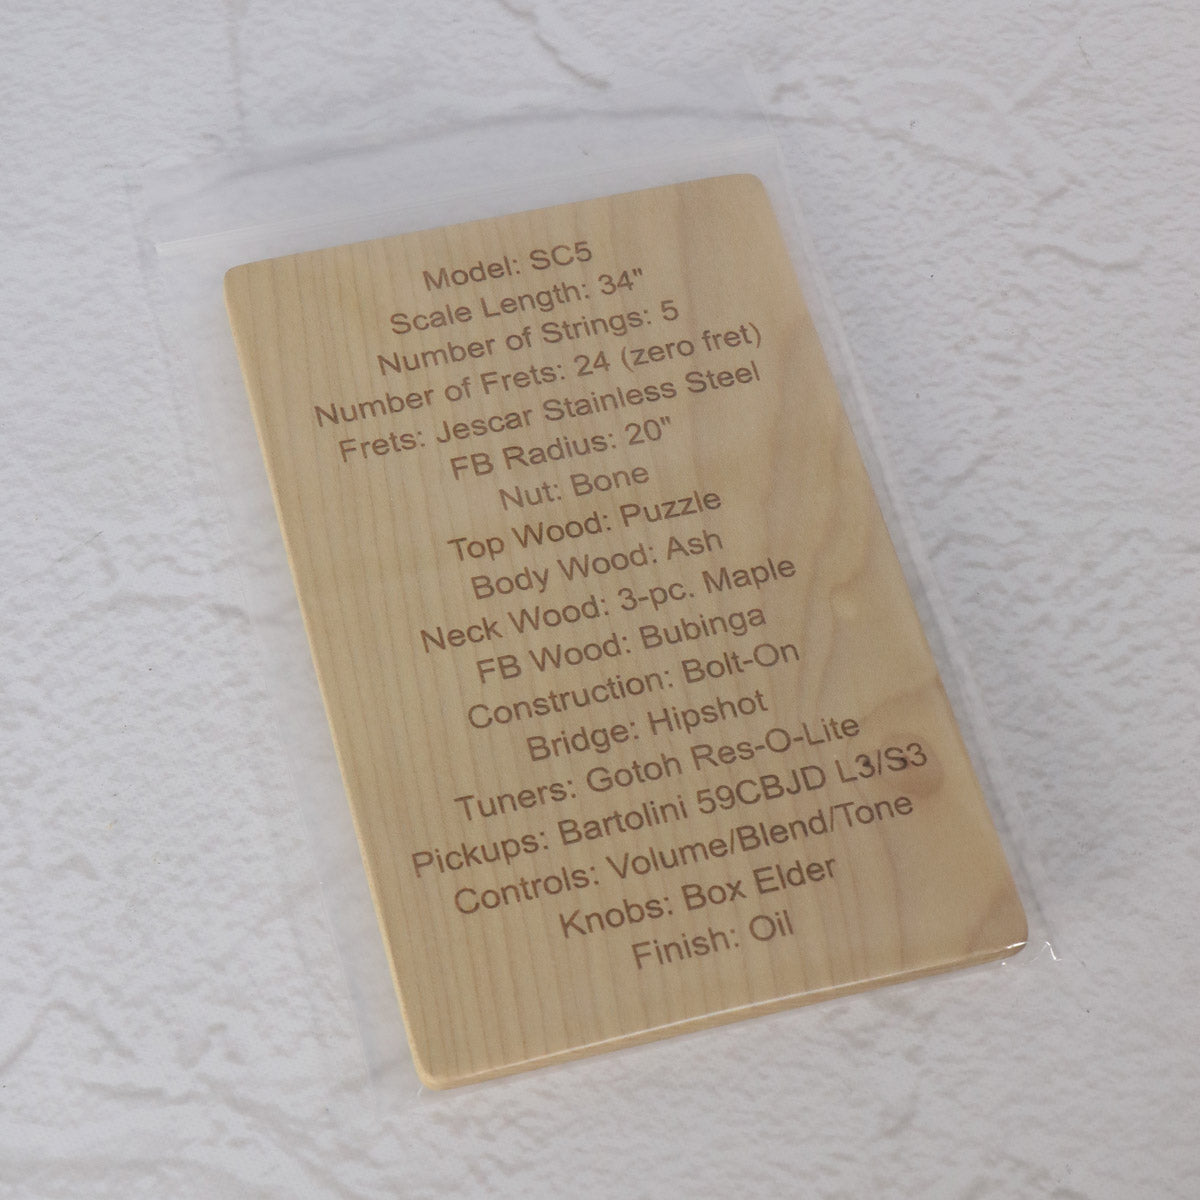 Model: SC5
Scale Length: 34"
Number of Strings: 5
Number of Frets: 24 (zero fret)
Frets: Jescar Stainless Steel
FB Radius: 20"
Nut: Bone
Top Wood: Puzzle
Body Wood: Ash
Neck Wood: 3-pc. Maple
FB Wood: Bubinga
Construction: Bolt-On
Bridge: Hipshot
Tuners: Gotoh Res-O-Lite
Pickups: Bartolini 59CBJD L3/S3
Controls: Volume/Blend/Tone
Knobs: Box Elder
Finish: Oil